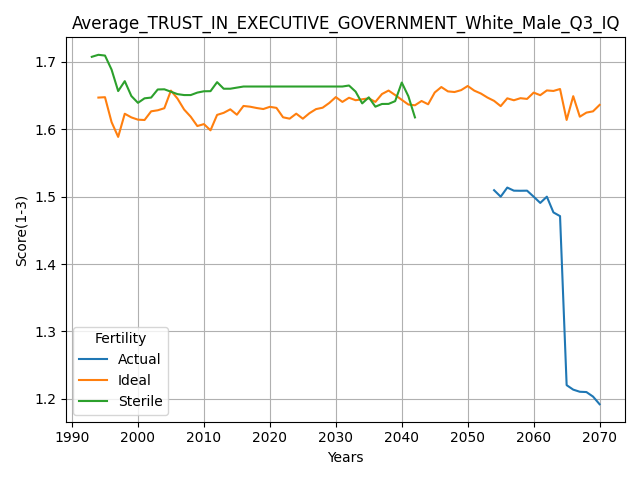 Average_TRUST_IN_EXECUTIVE_GOVERNMENT_White_Male_Q3_IQ
1.7
1.6
1.5
1.4
1.3
1.2
Score(1-3)
Fertility
Actual
Ideal
Sterile
1990 2000 2010 2020 2030 2040 2050 2060 2070
Years